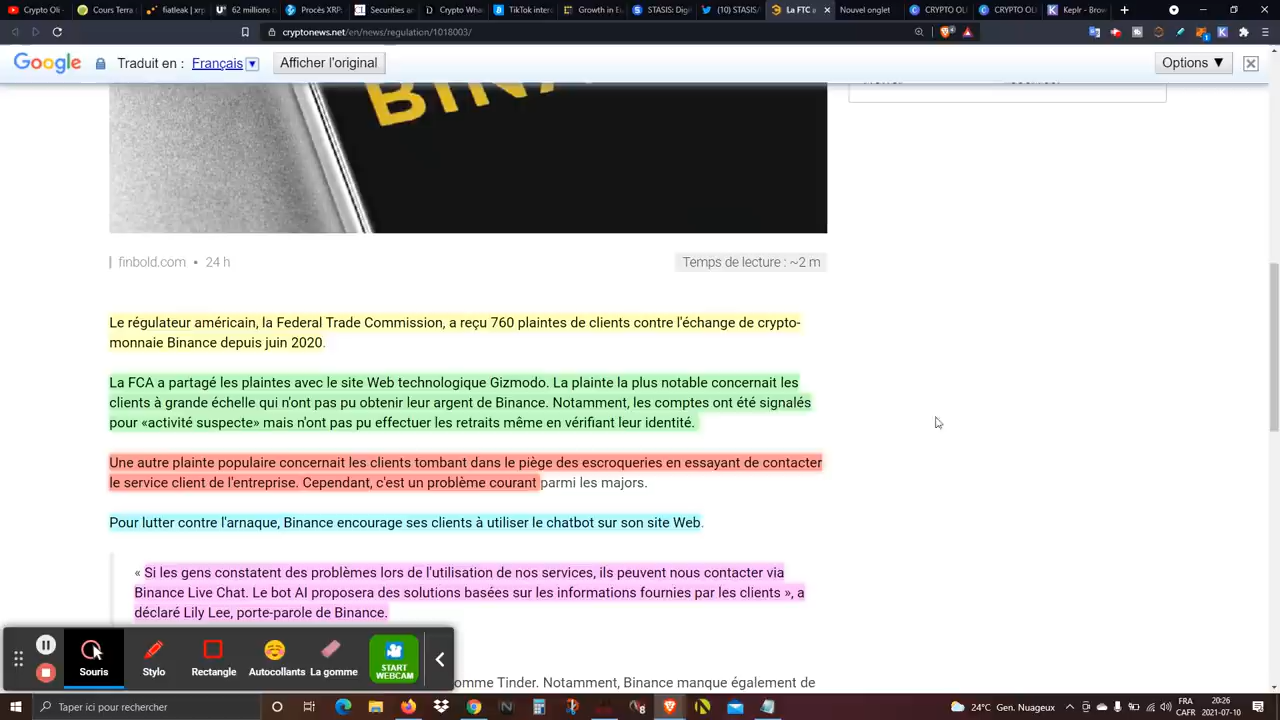 Crypto Oli
Cours Terra
fiatleak | xrp
62 millions
Procès XRP
Securities an
Crypto Wha
TikTok inter
Growth in Eu
STASIS: Digi
(STASIS/
La FTC a
Nouvel onglet
CRYPTO OLI
CRYPTO OLI
Keplr - Brow
cryptonews.net/en/news/regulation/1018003/
Google Traduit en : Français Afficher l'original Options ▼
finbold.com • 24 h Temps de lecture : ~2 m
Le régulateur américain, la Federal Trade Commission, a reçu 760 plaintes de clients contre l'échange de crypto-
monnaie Binance depuis juin 2020.
La FCA a partagé les plaintes avec le site Web technologique Gizmodo. La plainte la plus notable concernait les
clients à grande échelle qui n'ont pas pu obtenir leur argent de Binance. Notamment, les comptes ont été signalés
pour «activité suspecte» mais n'ont pas pu effectuer les retraits même en vérifiant leur identité.
Une autre plainte populaire concernait les clients tombant dans le piège des escroqueries en essayant de contacter
le service client de l'entreprise. Cependant, c'est un problème courant parmi les majors.
Pour lutter contre l'arnaque, Binance encourage ses clients à utiliser le chatbot sur son site Web.
« Si les gens constatent des problèmes lors de l'utilisation de nos services, ils peuvent nous contacter via
Binance Live Chat. Le bot AI proposera des solutions basées sur les informations fournies par les clients », a
déclaré Lily Lee, porte-parole de Binance.
omme Tinder. Notamment, Binance manque également de
Souris
Stylo
Rectangle
Autocollants
La gomme
START
WEBCAM
Taper ici pour rechercher
24°C Gen. Nuageux
FRA
CAFR
20:26
2021-07-10